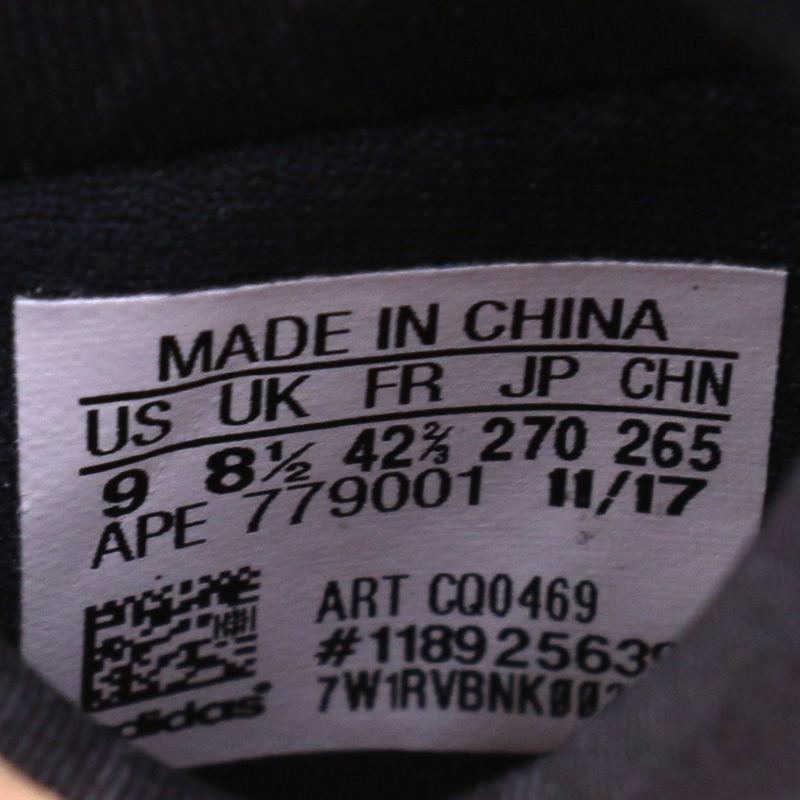 MADE IN CHINA
US UK FR JP CHN
9 8½ 42⅔ 270 265
APE 779001 11/17
ART CQ0469
adidas